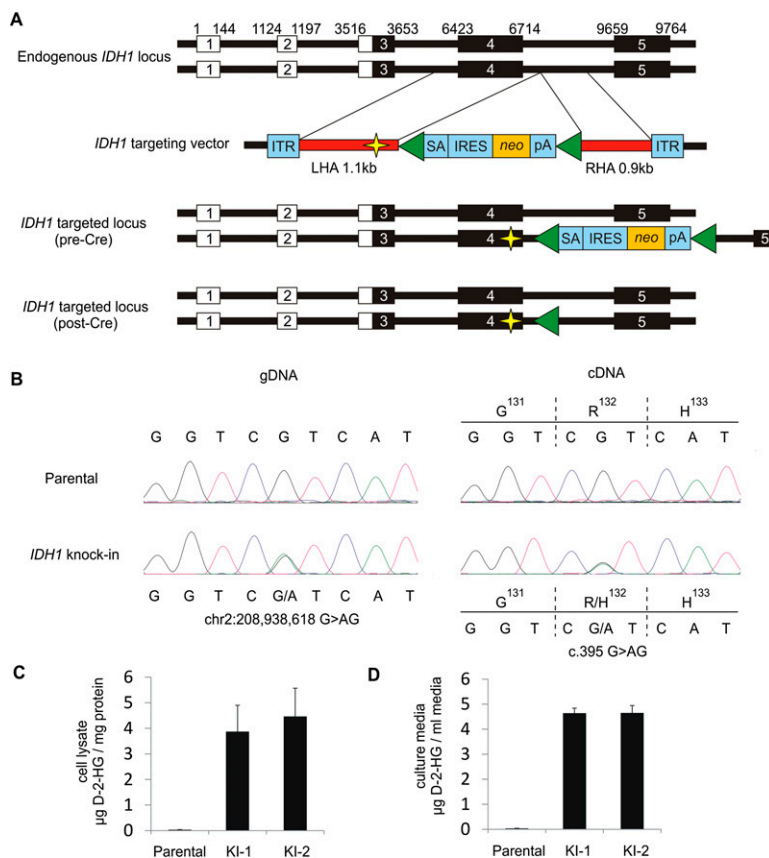 A
1 144 1124 1197 3516 3653 6423 6714 9659 9764
Endogenous IDH1 locus
1 2 3 4 5
1 2 3 4 5
IDH1 targeting vector
ITR SA IRES neo pA ITR
LHA 1.1kb RHA 0.9kb
IDH1 targeted locus
(pre-Cre)
1 2 3 4 5
1 2 3 4 SA IRES neo pA 5
IDH1 targeted locus
(post-Cre)
1 2 3 4 5
1 2 3 4 5
B
gDNA cDNA
G131 R132 H133
G G T C G T C A T G G T C G T C A T
Parental
IDH1 knock-in
G G T C G/A T C A T
chr2:208,938,618 G>AG
G131 R/H132 H133
G G T C G/A T C A T
c.395 G>AG
C
cell lysate
µg D-2-HG / mg protein
6
5
4
3
2
1
0
Parental KI-1 KI-2
D
culture media
µg D-2-HG / ml media
6
5
4
3
2
1
0
Parental KI-1 KI-2